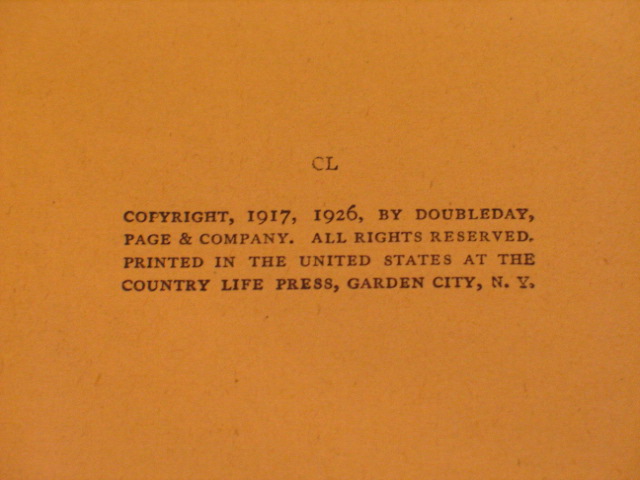 CL
COPYRIGHT, 1917, 1926, BY DOUBLEDAY,
PAGE & COMPANY. ALL RIGHTS RESERVED.
PRINTED IN THE UNITED STATES AT THE
COUNTRY LIFE PRESS, GARDEN CITY, N. Y.